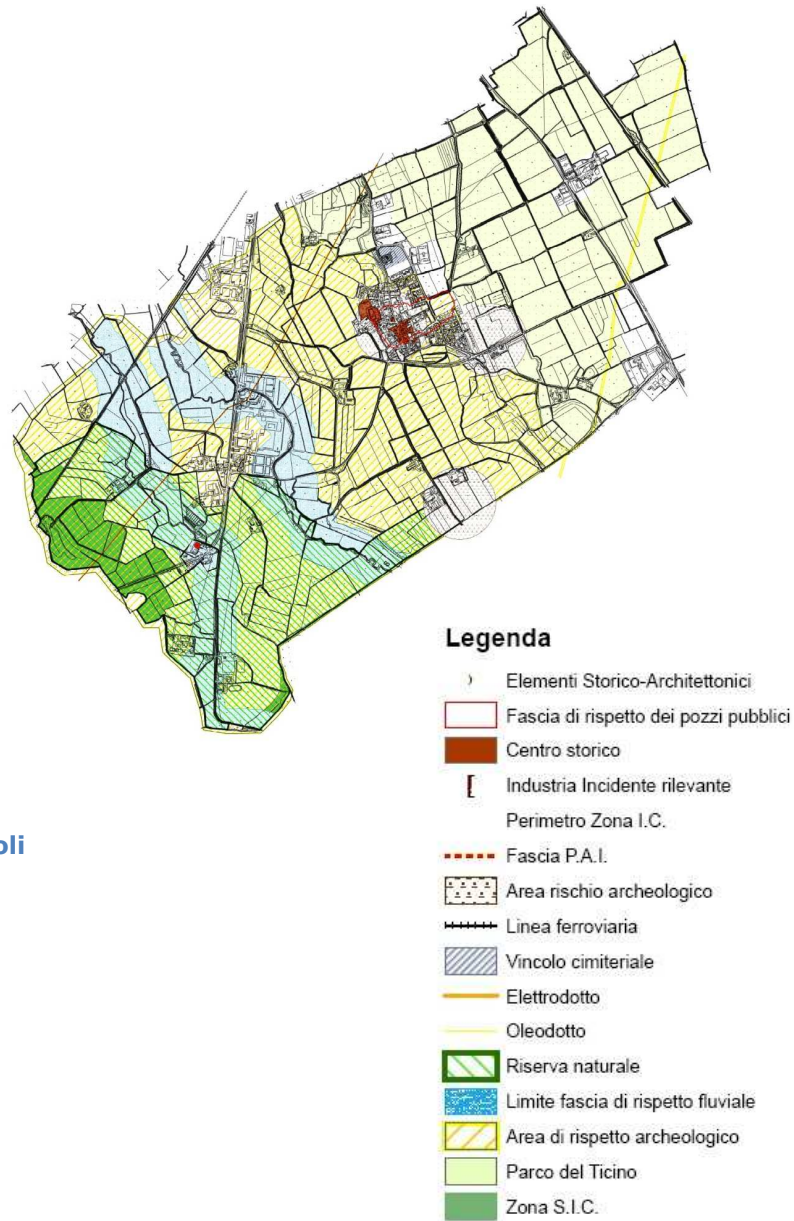 Legenda
Elementi Storico-Architettonici
Fascia di rispetto dei pozzi pubblici
Centro storico
Industria Incidente rilevante
Perimetro Zona I.C.
Fascia P.A.I.
oli
Area rischio archeologico
Linea ferroviaria
Vincolo cimiteriale
Elettrodotto
Oleodotto
Riserva naturale
Limite fascia di rispetto fluviale
Area di rispetto archeologico
Parco del Ticino
Zona S.I.C.